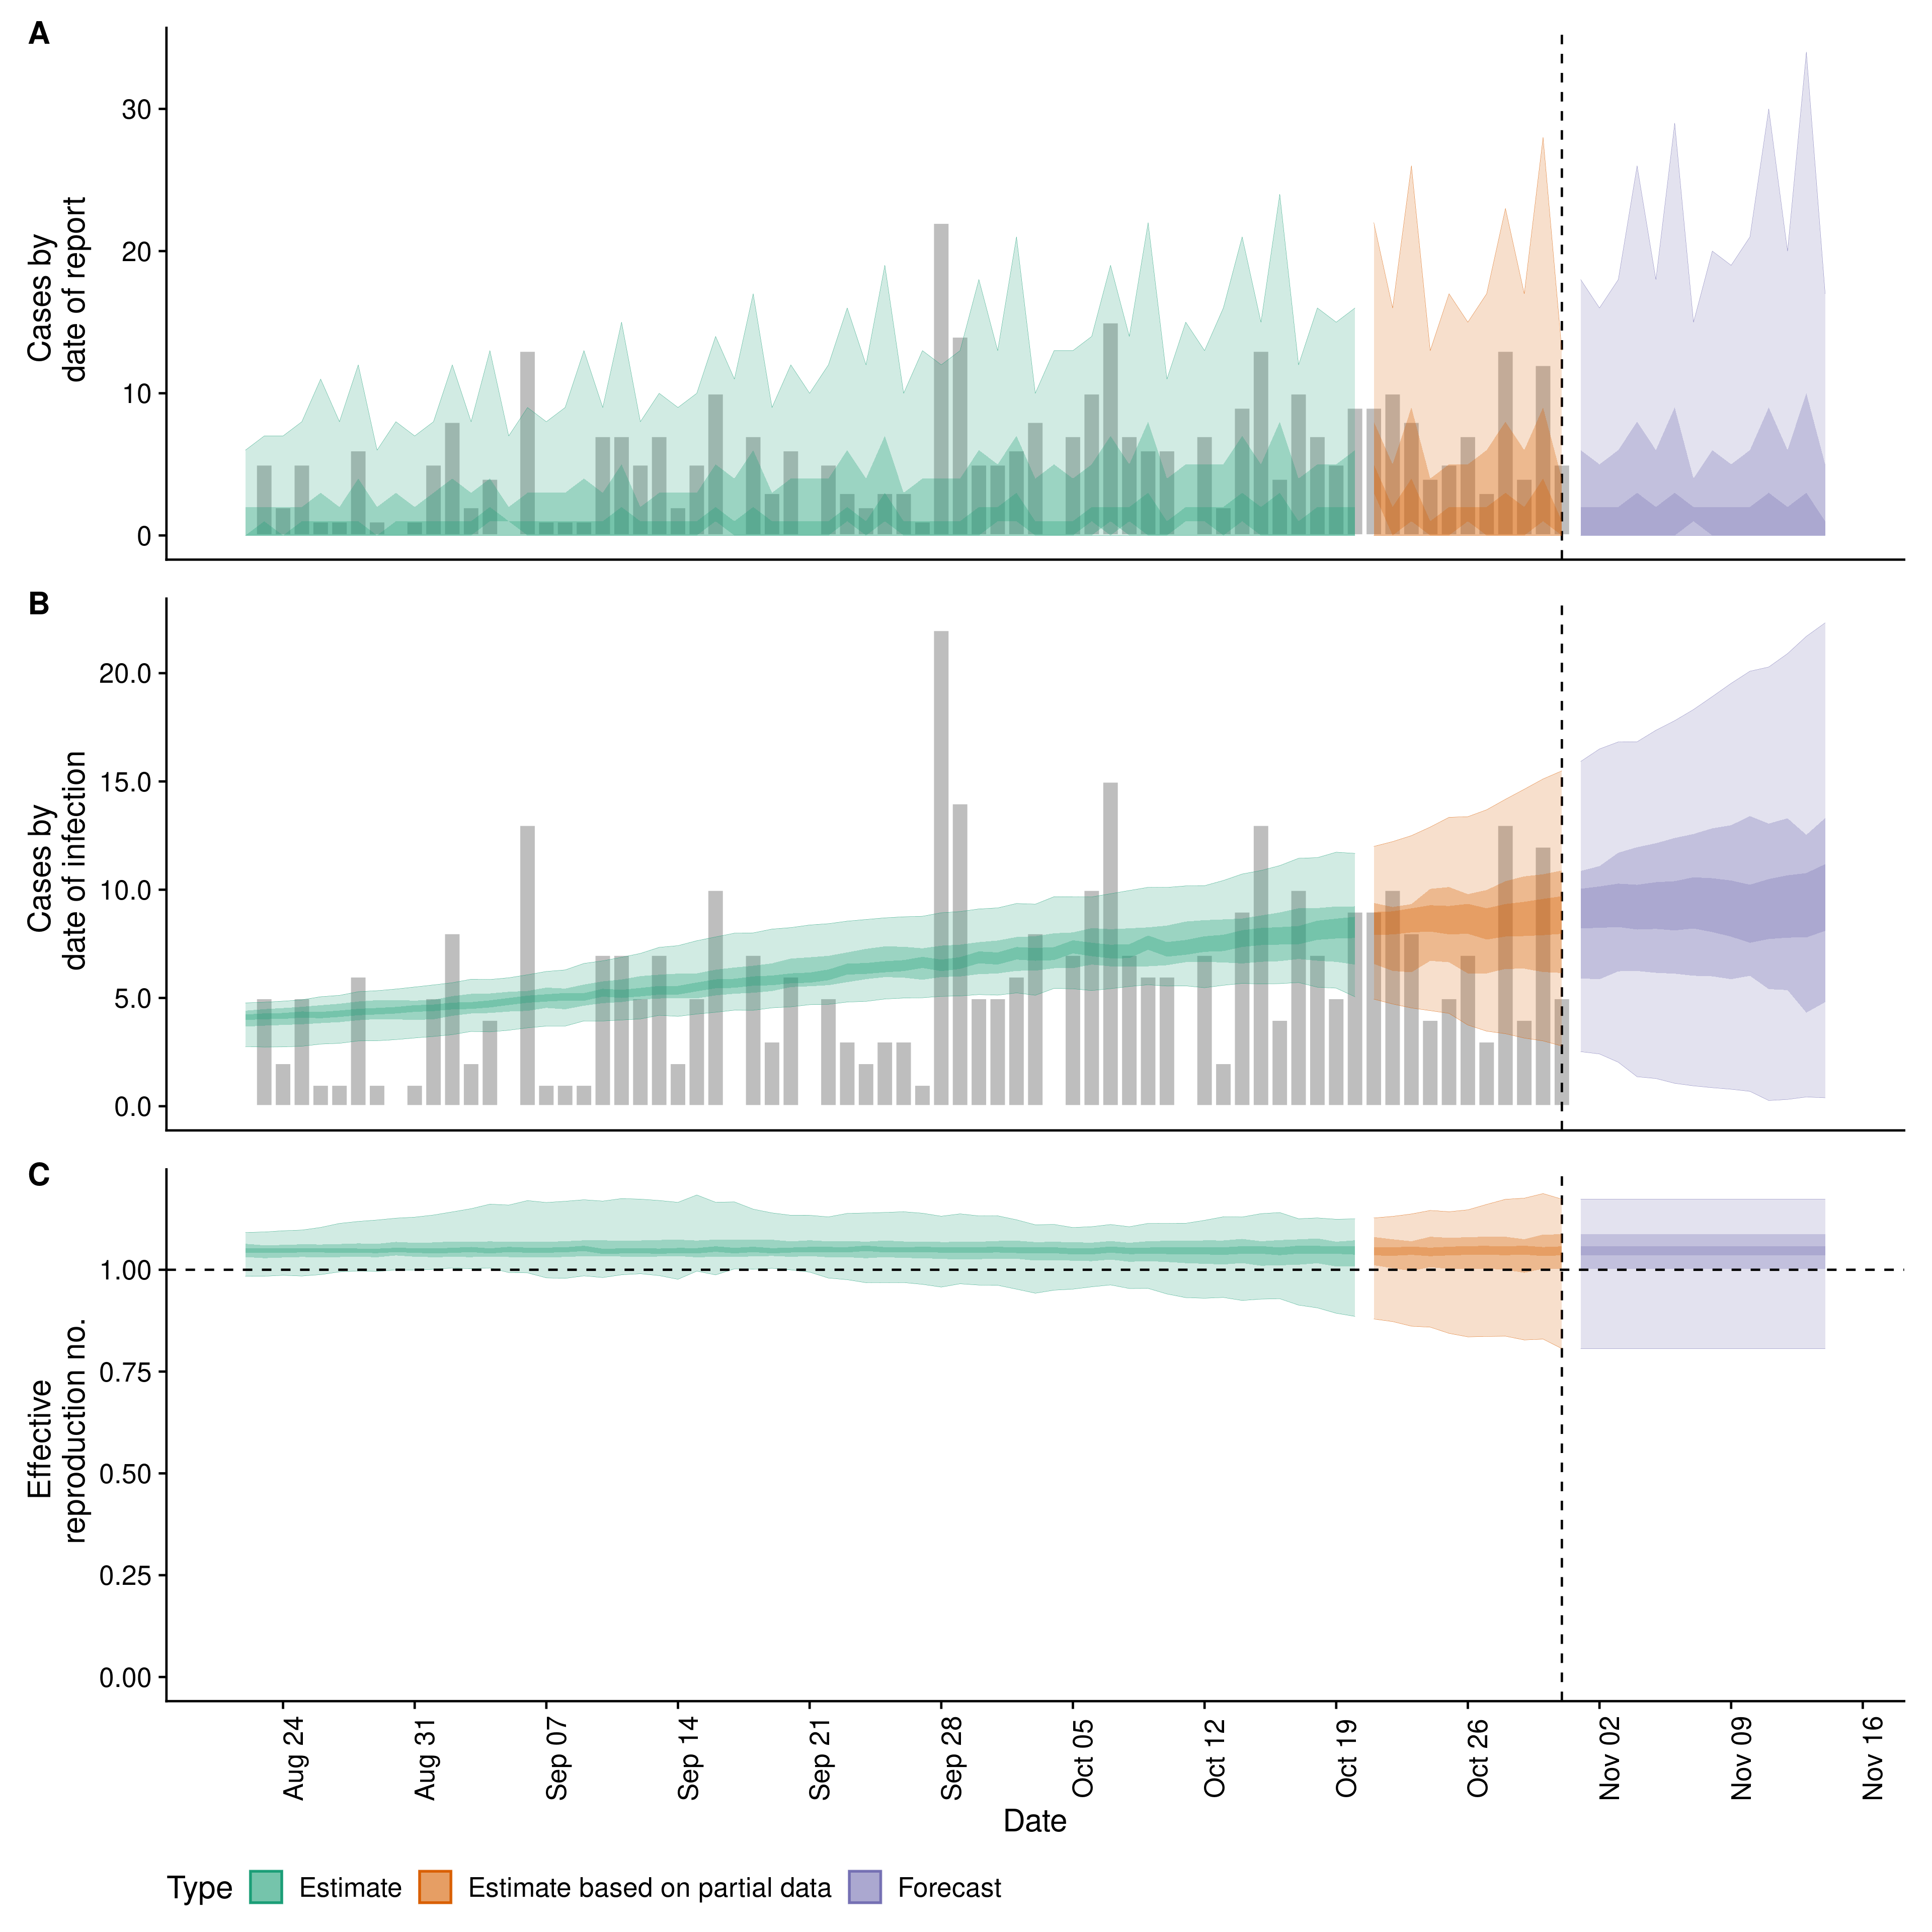 A
Cases by
date of report
30
20
10
0
B
Cases by
date of infection
20.0
15.0
10.0
5.0
0.0
C
Effective
reproduction no.
1.00
0.75
0.50
0.25
0.00
Aug 24
Aug 31
Sep 07
Sep 14
Sep 21
Sep 28
Oct 05
Oct 12
Oct 19
Oct 26
Nov 02
Nov 09
Nov 16
Date
Type Estimate Estimate based on partial data Forecast